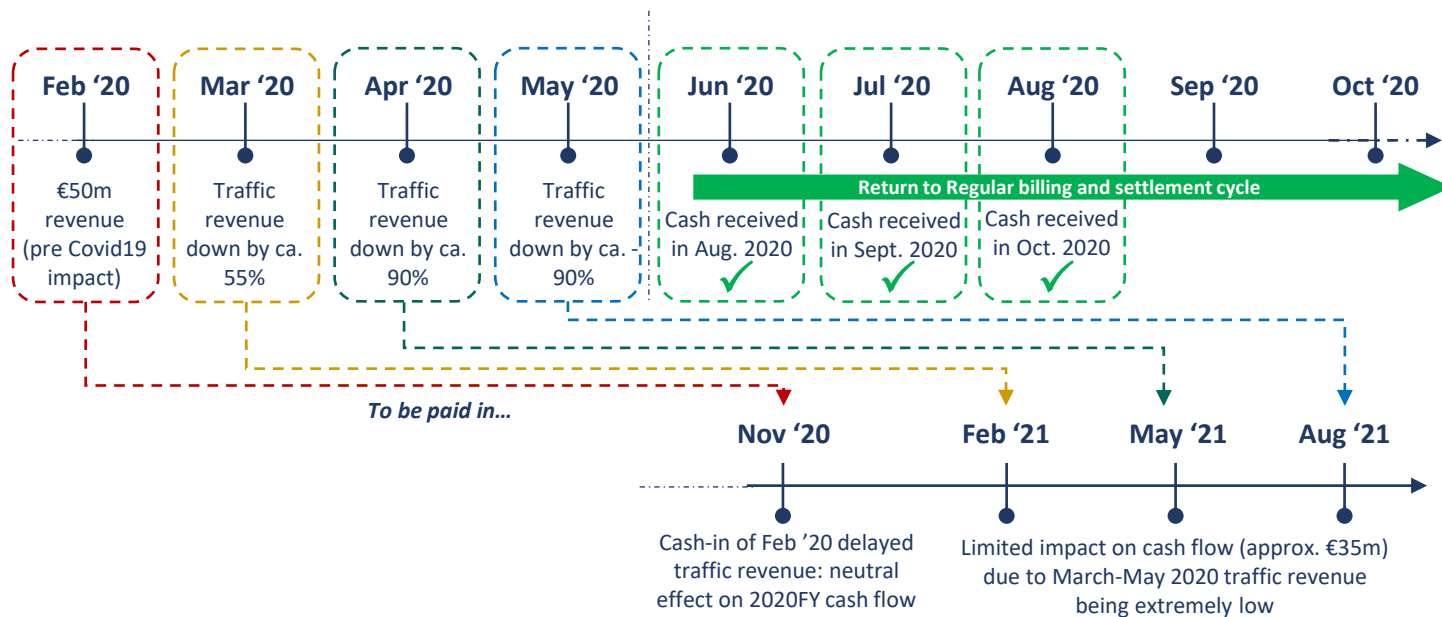 Feb ‘20
Mar ‘20
Apr ‘20
May ‘20
Jun ‘20
Jul ‘20
Aug ‘20
Sep ‘20
Oct ‘20
€50m
revenue
(pre Covid19
impact)
Traffic
revenue
down by ca.
55%
Traffic
revenue
down by ca.
90%
Traffic
revenue
down by ca. -
90%
Return to Regular billing and settlement cycle
Cash received
in Aug. 2020
Cash received
in Sept. 2020
Cash received
in Oct. 2020
To be paid in…
Nov ‘20
Feb ‘21
May ‘21
Aug ‘21
Cash-in of Feb ’20 delayed
traffic revenue: neutral
effect on 2020FY cash flow
Limited impact on cash flow (approx. €35m)
due to March-May 2020 traffic revenue
being extremely low